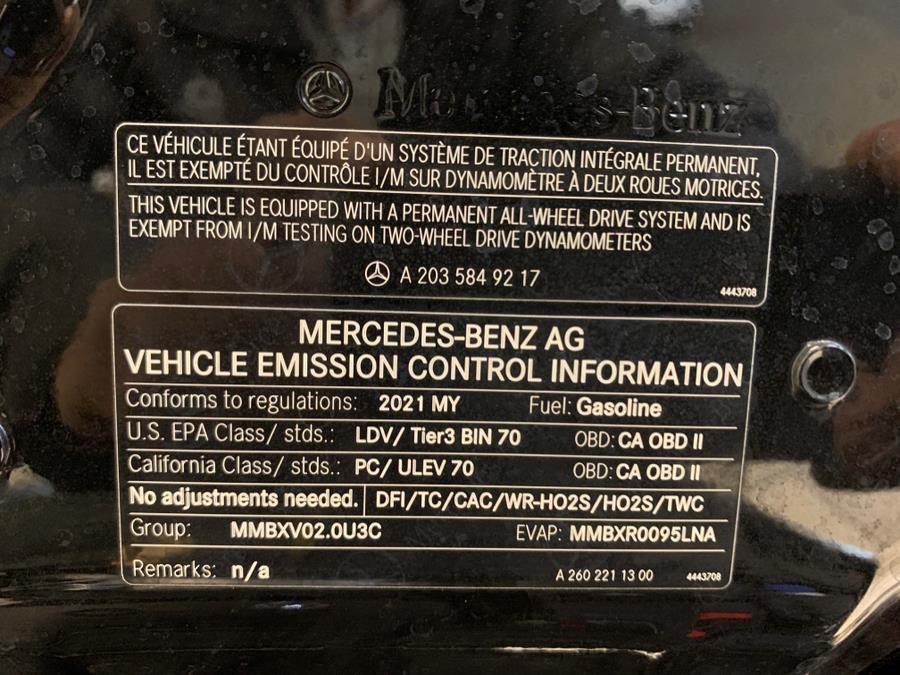 Mercedes-Benz
CE VÉHICULE ÉTANT ÉQUIPÉ D'UN SYSTÈME DE TRACTION INTÉGRALE PERMANENT,
IL EST EXEMPTÉ DU CONTRÔLE I/M SUR DYNAMOMÈTRE À DEUX ROUES MOTRICES.
THIS VEHICLE IS EQUIPPED WITH A PERMANENT ALL-WHEEL DRIVE SYSTEM AND IS
EXEMPT FROM I/M TESTING ON TWO-WHEEL DRIVE DYNAMOMETERS
A 203 584 92 17
4443708
MERCEDES-BENZ AG
VEHICLE EMISSION CONTROL INFORMATION
Conforms to regulations: 2021 MY Fuel: Gasoline
U.S. EPA Class/ stds.: LDV/ Tier3 BIN 70 OBD: CA OBD II
California Class/ stds.: PC/ ULEV 70 OBD: CA OBD II
No adjustments needed. DFI/TC/CAC/WR-HO2S/HO2S/TWC
Group: MMBXV02.0U3C EVAP: MMBXR0095LNA
Remarks: n/a A 260 221 13 00 4443708